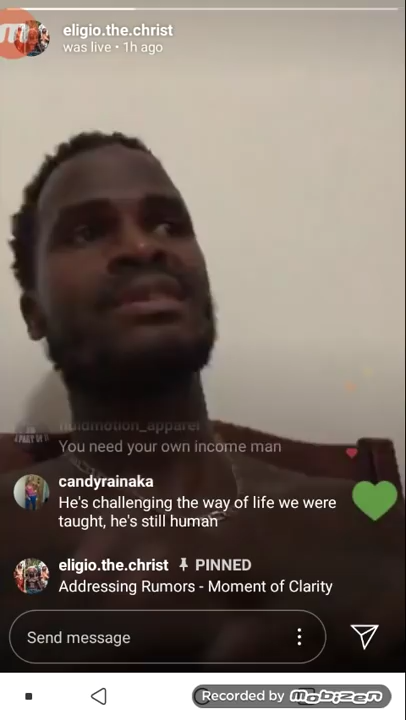 eligio.the.christ
was live • 1h ago
fluidmotion_apparel
You need your own income man
candyrainaka
He's challenging the way of life we were
taught, he's still human
eligio.the.christ PINNED
Addressing Rumors - Moment of Clarity
Send message
Recorded by mobizen